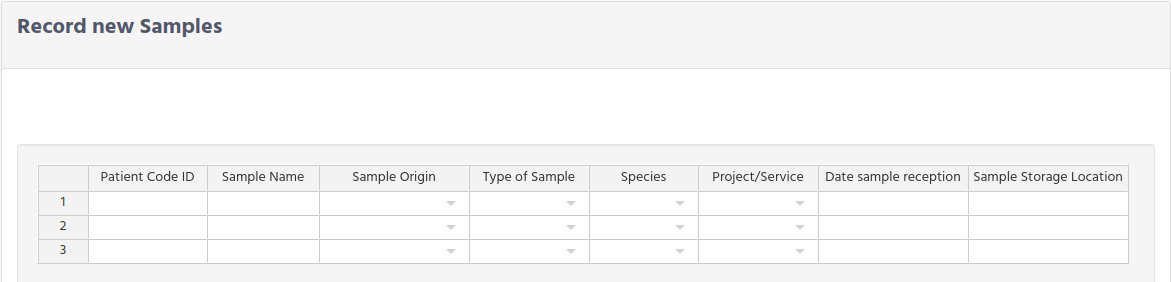 Record new Samples
Patient Code ID Sample Name Sample Origin Type of Sample Species Project/Service Date sample reception Sample Storage Location
1
2
3